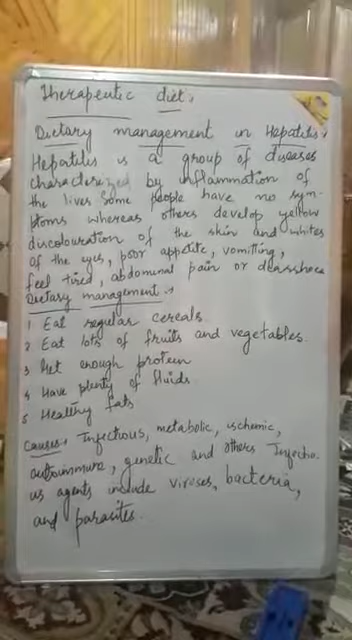 Therapeutic diet.
Dietary management in Hepatitis.
Hepatitis is a group of diseases
characterized by inflammation of
the liver Some people have no sym-
ptoms whereas others develop yellow
discolouration of the skin and whites
of the eyes, poor appetite, vomitting,
feel tired, abdominal pain or diarrhoea
Dietary management.
1 Eat regular cereals
2 Eat lots of fruits and vegetables.
3 Get enough protein
4 Have plenty of fluids.
5 Healthy fats
Causes. Infectious, metabolic, ischemic,
autoimmune, genetic and others Infectio-
us agents include viruses, bacteria,
and parasites.